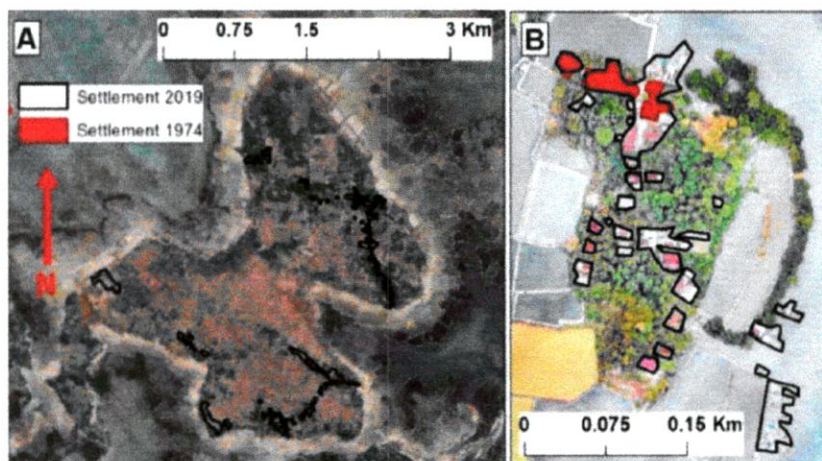 A
0 0.75 1.5 3 Km
Settlement 2019
Settlement 1974
N
B
0 0.075 0.15 Km